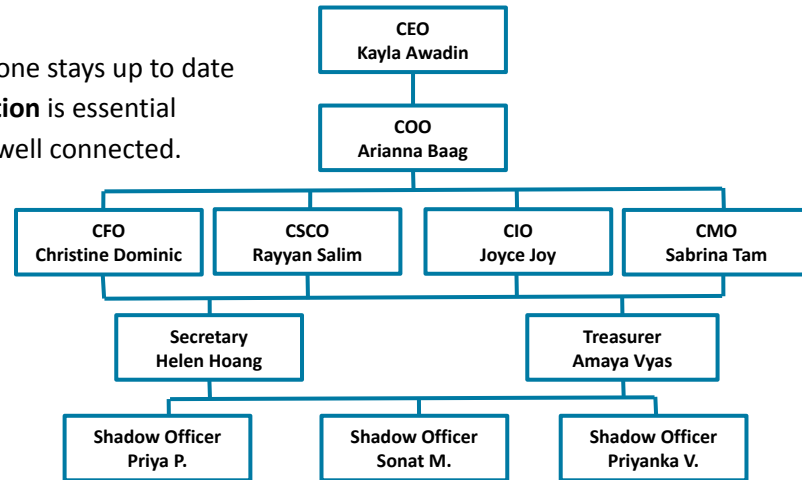 one stays up to date
tion is essential
well connected.
CEO
Kayla Awadin
COO
Arianna Baag
CFO
Christine Dominic
CSCO
Rayyan Salim
CIO
Joyce Joy
CMO
Sabrina Tam
Secretary
Helen Hoang
Treasurer
Amaya Vyas
Shadow Officer
Priya P.
Shadow Officer
Sonat M.
Shadow Officer
Priyanka V.